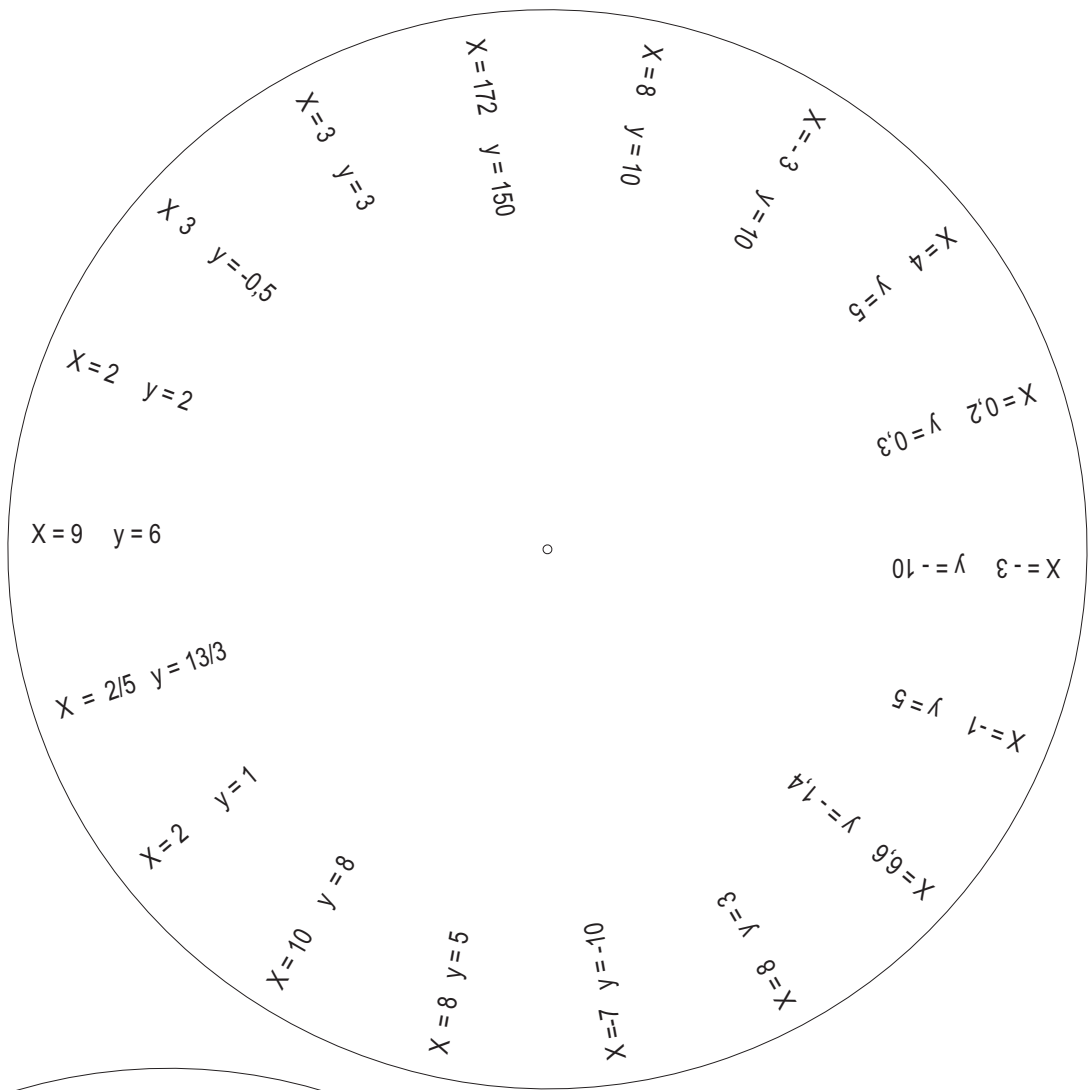 X = 172 y = 150
X = 8 y = 10
X = - 3 y = 10
X = 4 y = 5
X = 0,2 y = 0,3
X = - 3 y = - 10
X = -1 y = 5
X = 6,6 y = - 1,4
X = 8 y = 3
X =-7 y = -10
X = 8 y = 5
X = 10 y = 8
X = 2 y = 1
X = 2/5 y = 13/3
X = 9 y = 6
X = 2 y = 2
X 3 y = -0,5
X = 3 y = 3